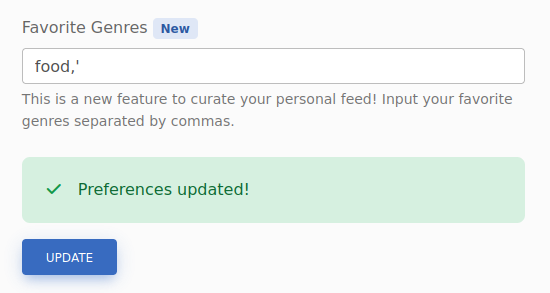 Favorite Genres New
food,'
This is a new feature to curate your personal feed! Input your favorite
genres separated by commas.
Preferences updated!
UPDATE